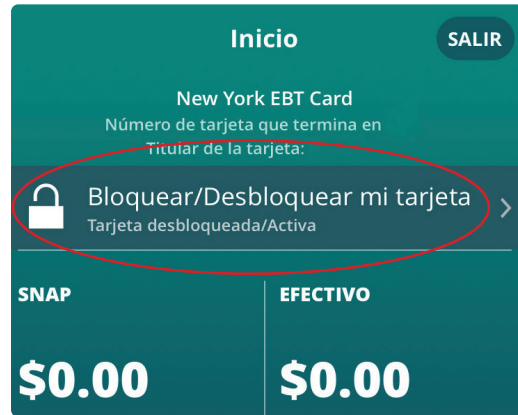 Inicio
SALIR
New York EBT Card
Número de tarjeta que termina en
Titular de la tarjeta:
Bloquear/Desbloquear mi tarjeta
Tarjeta desbloqueada/Activa
SNAP
EFECTIVO
$0.00
$0.00